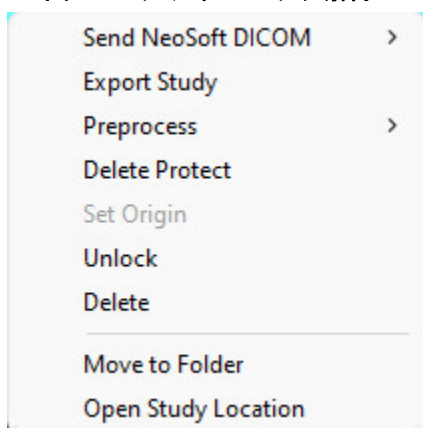 Send NeoSoft DICOM
Export Study
Preprocess
Delete Protect
Set Origin
Unlock
Delete
Move to Folder
Open Study Location